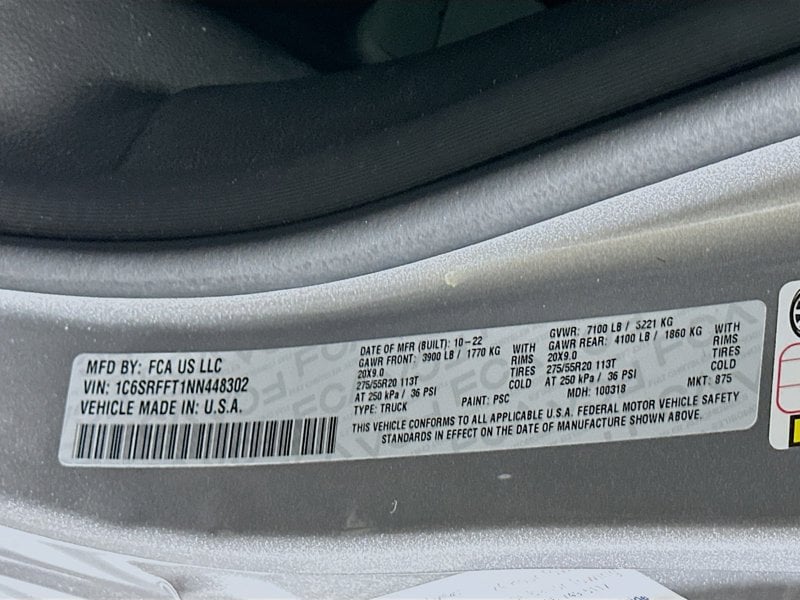 MFD BY: FCA US LLC
VIN: 1C6SRFFT1NN448302
VEHICLE MADE IN: U.S.A.
DATE OF MFR (BUILT): 10-22
GAWR FRONT: 3900 LB / 1770 KG WITH
20X9.0 RIMS
275/55R20 113T TIRES
AT 250 kPa / 36 PSI COLD
TYPE: TRUCK PAINT: PSC
GVWR: 7100 LB / 3221 KG
GAWR REAR: 4100 LB / 1860 KG WITH
20X9.0 RIMS
275/55R20 113T TIRES
AT 250 kPa / 36 PSI COLD
MDH: 100318 MKT: 875
THIS VEHICLE CONFORMS TO ALL APPLICABLE U.S.A. FEDERAL MOTOR VEHICLE SAFETY
STANDARDS IN EFFECT ON THE DATE OF MANUFACTURE SHOWN ABOVE.